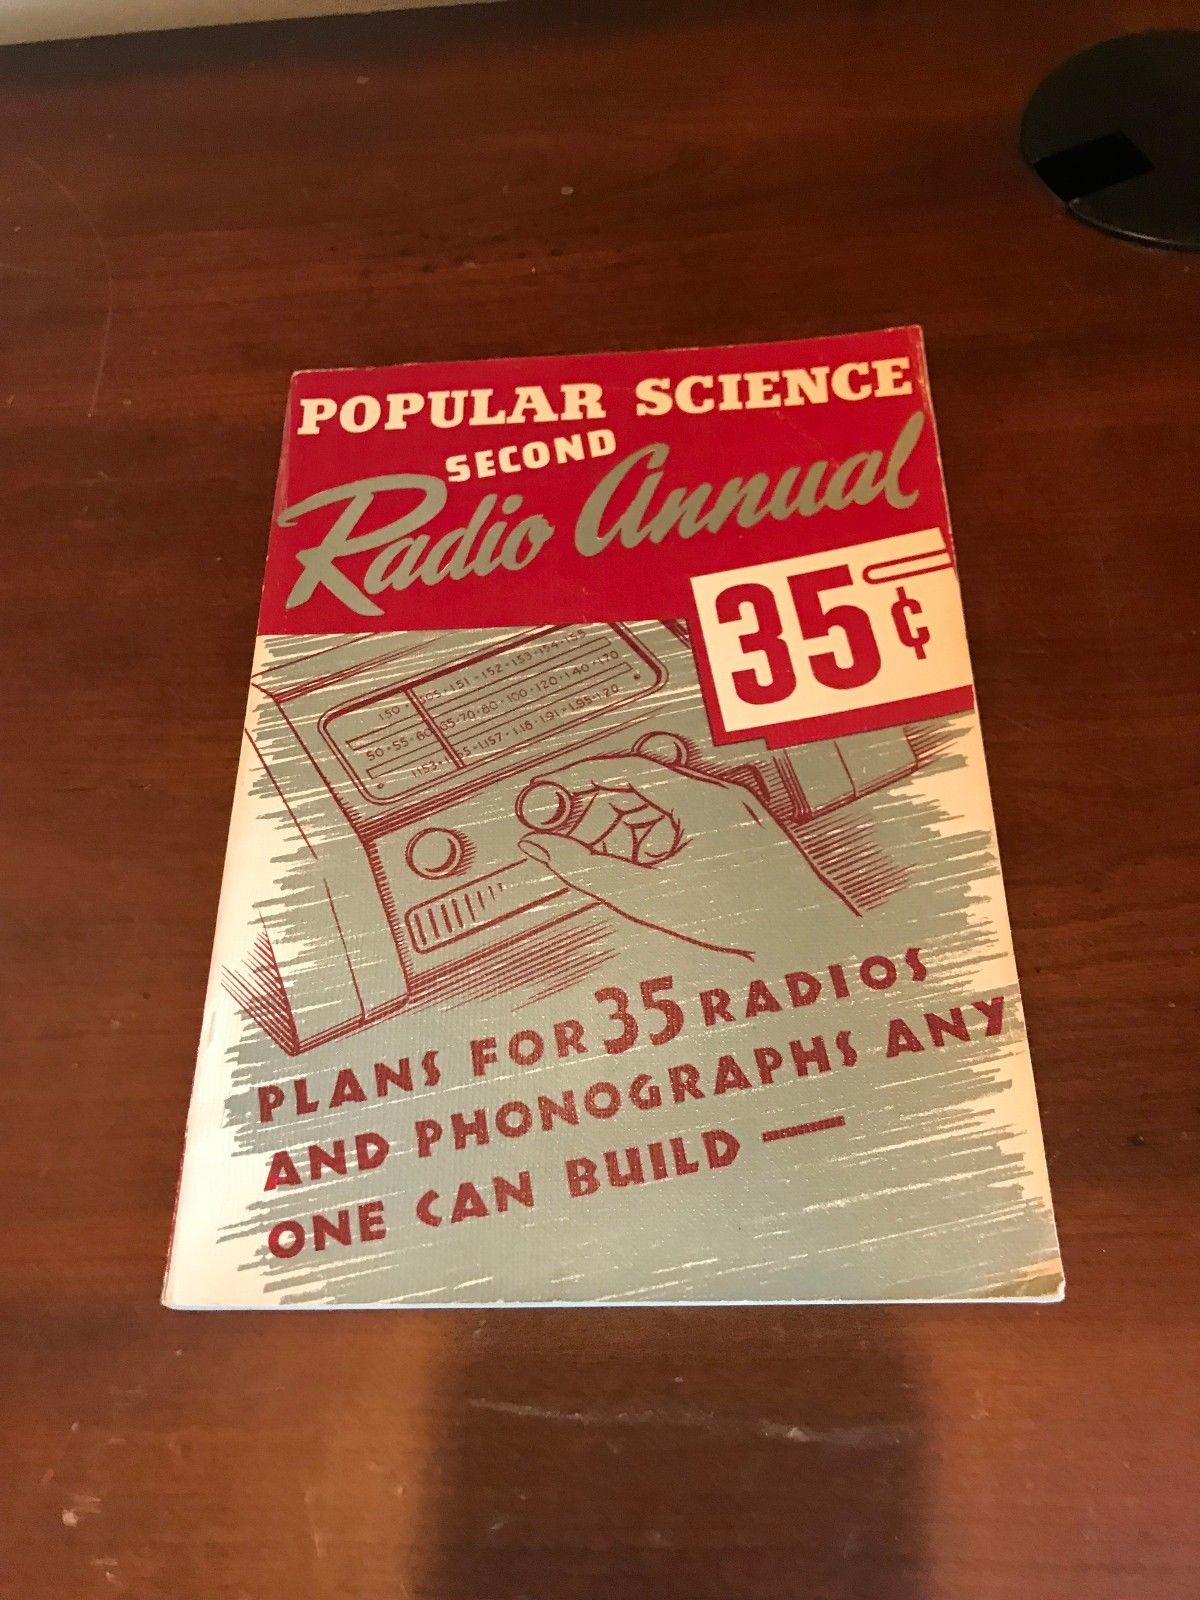 POPULAR SCIENCE
SECOND
Radio Annual
35¢
PLANS FOR 35 RADIOS
AND PHONOGRAPHS ANY
ONE CAN BUILD —